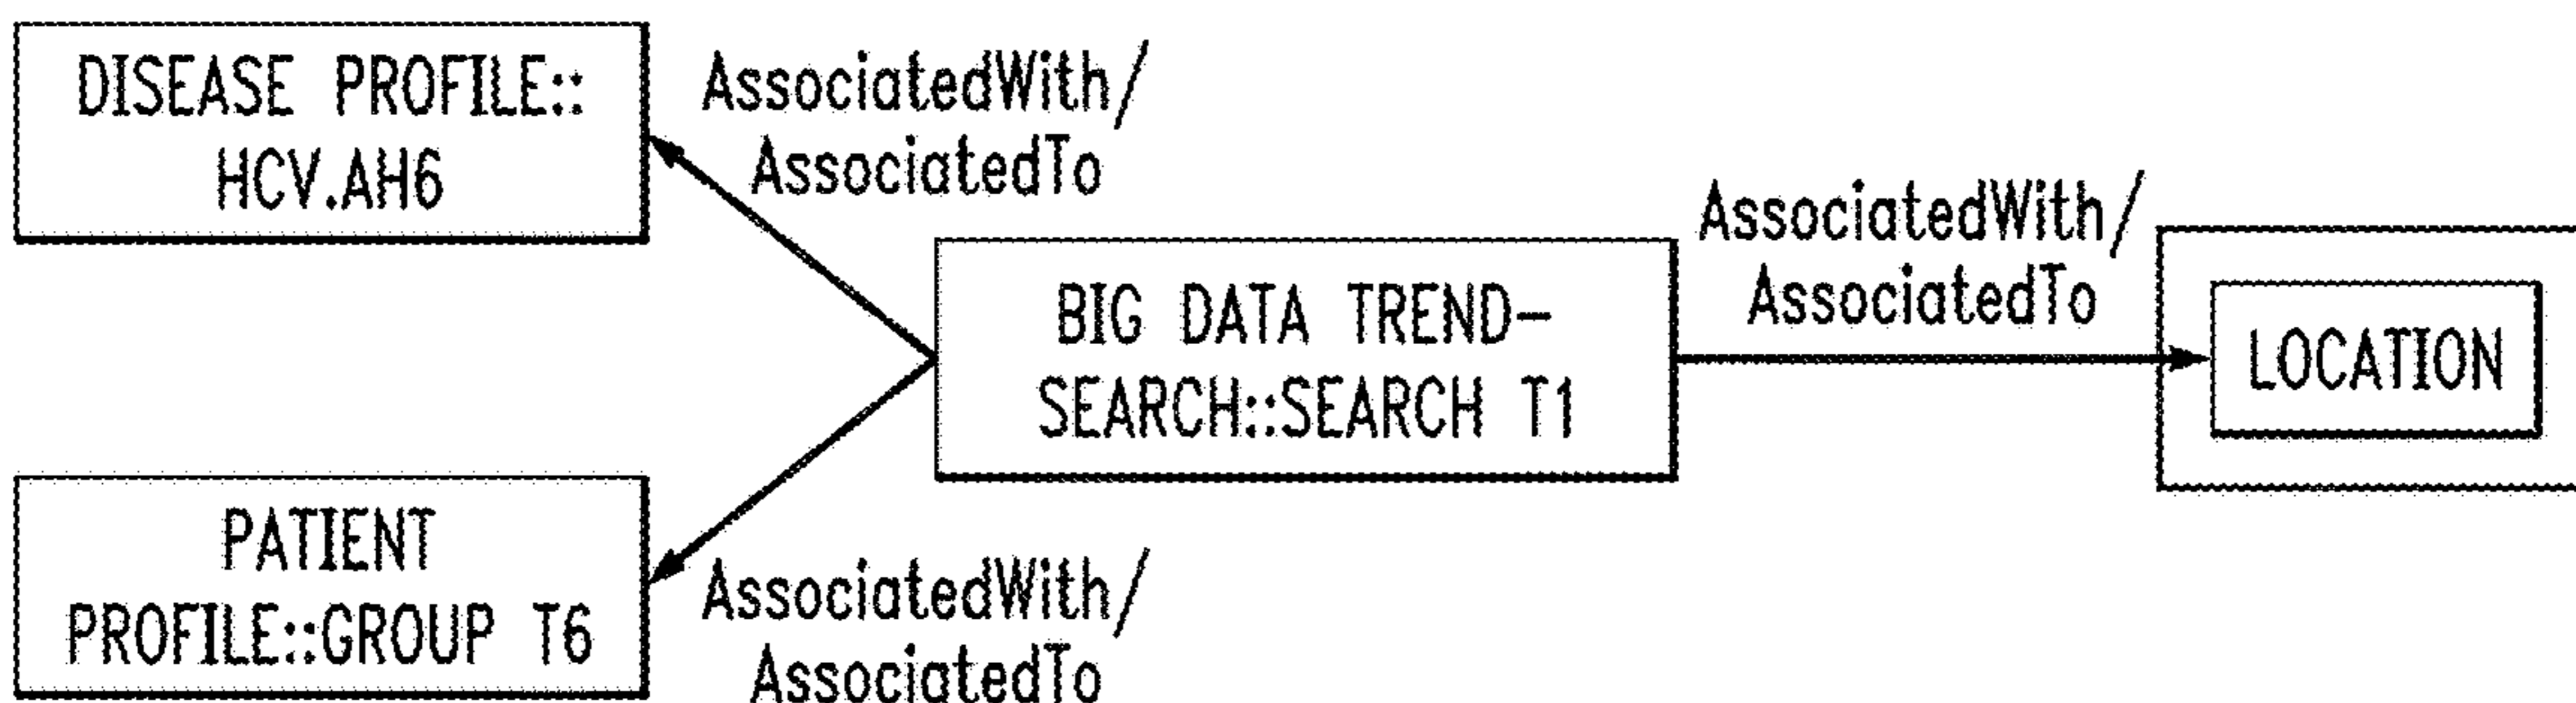 DISEASE PROFILE::
HCV.AH6
AssociatedWith/
AssociatedTo
BIG DATA TREND-
SEARCH::SEARCH T1
AssociatedWith/
AssociatedTo
LOCATION
PATIENT
PROFILE::GROUP T6
AssociatedWith/
AssociatedTo